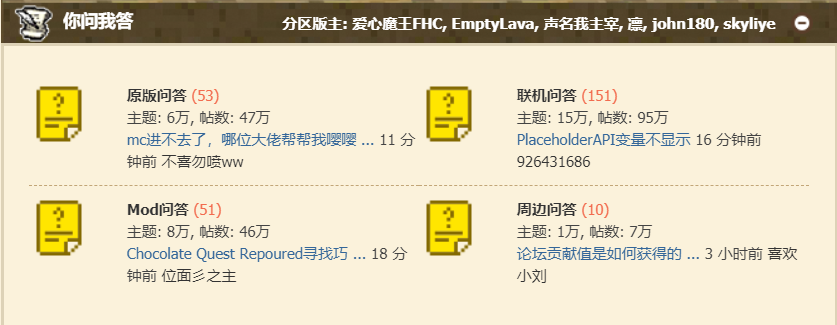 你问我答
分区版主: 爱心魔王FHC, EmptyLava, 声名我主宰, 凛, john180, skyliye
原版问答 (53)
主题: 6万, 帖数: 47万
mc进不去了，哪位大佬帮帮我嘤嘤 ... 11 分
钟前 不喜勿喷ww
联机问答 (151)
主题: 15万, 帖数: 95万
PlaceholderAPI变量不显示 16 分钟前
926431686
Mod问答 (51)
主题: 8万, 帖数: 46万
Chocolate Quest Repoured寻找巧 ... 18 分
钟前 位面彡之主
周边问答 (10)
主题: 1万, 帖数: 7万
论坛贡献值是如何获得的 ... 3 小时前 喜欢
小刘